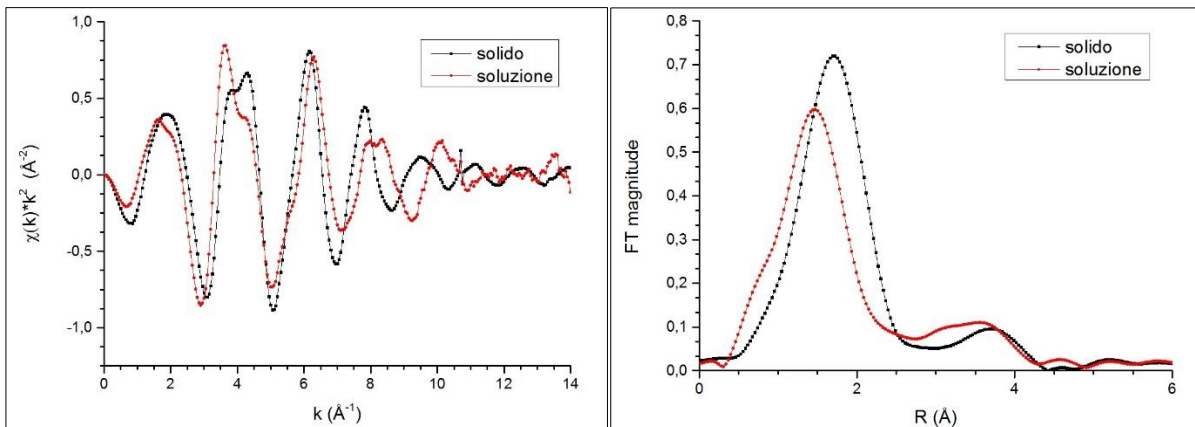 1,0
0,5
0,0
-0,5
-1,0
χ(k)*k² (Å⁻²)
0 2 4 6 8 10 12 14
k (Å⁻¹)
solido
soluzione
0,8
0,7
0,6
0,5
0,4
0,3
0,2
0,1
0,0
FT magnitude
0 2 4 6
R (Å)
solido
soluzione